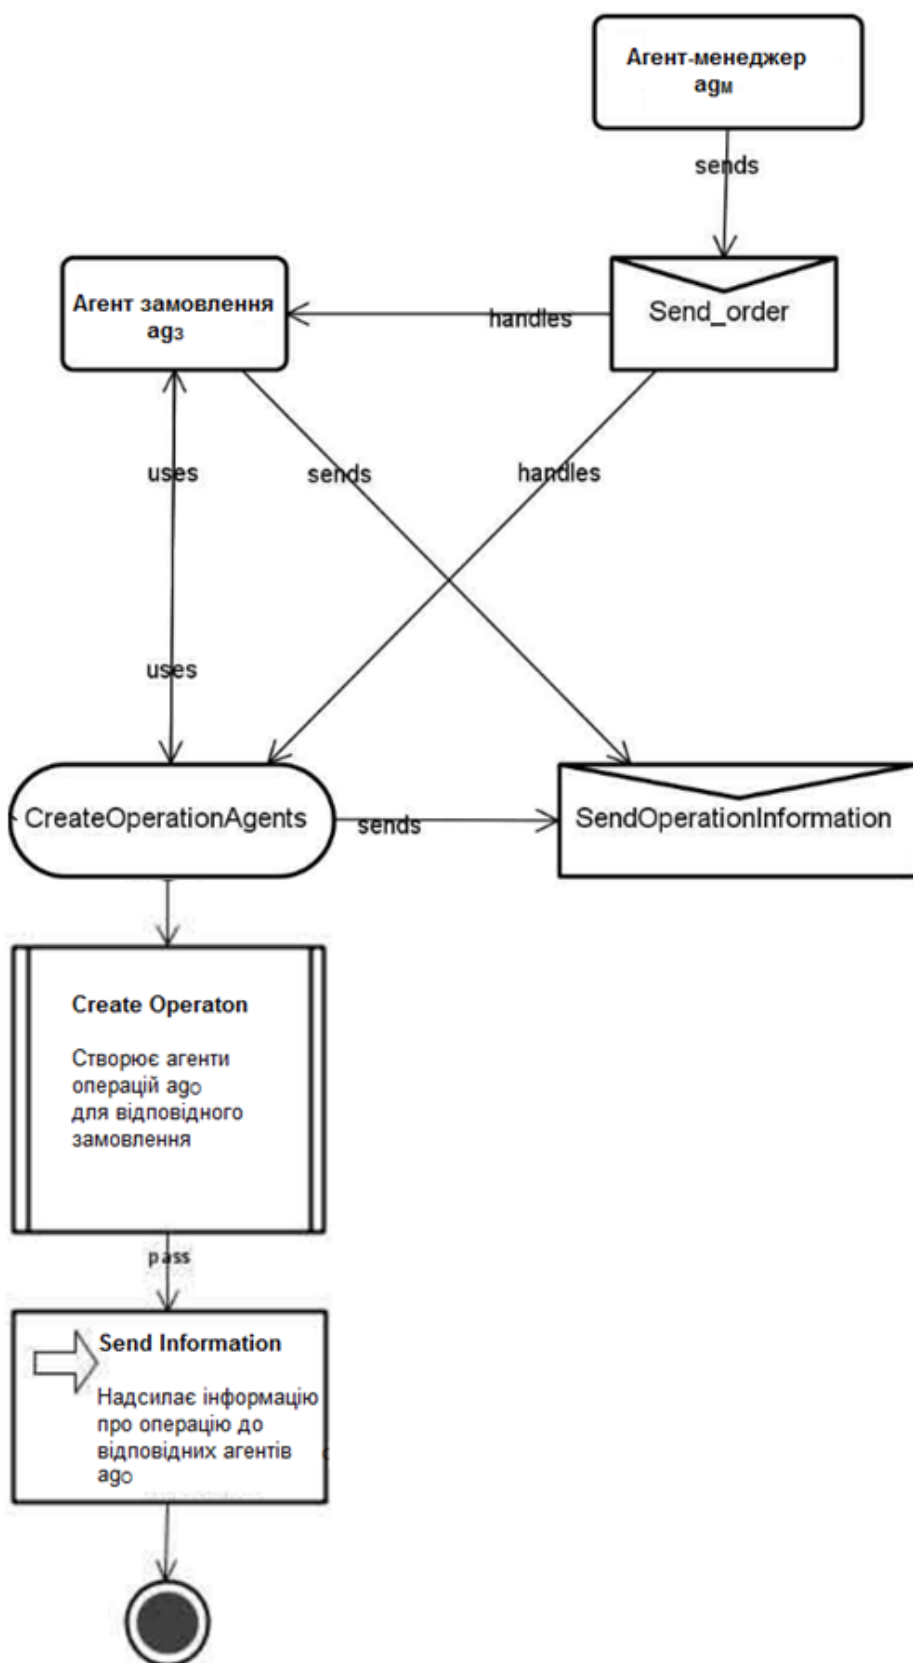 Агент-менеджер
agм
sends
Агент замовлення
agз
Send_order
handles
uses
sends
handles
uses
CreateOperationAgents
sends
SendOperationInformation
Create Operaton
Створює агенти
операцій agО
для відповідного
замовлення
pass
Send Information
Надсилає інформацію
про операцію до
відповідних агентів
agО